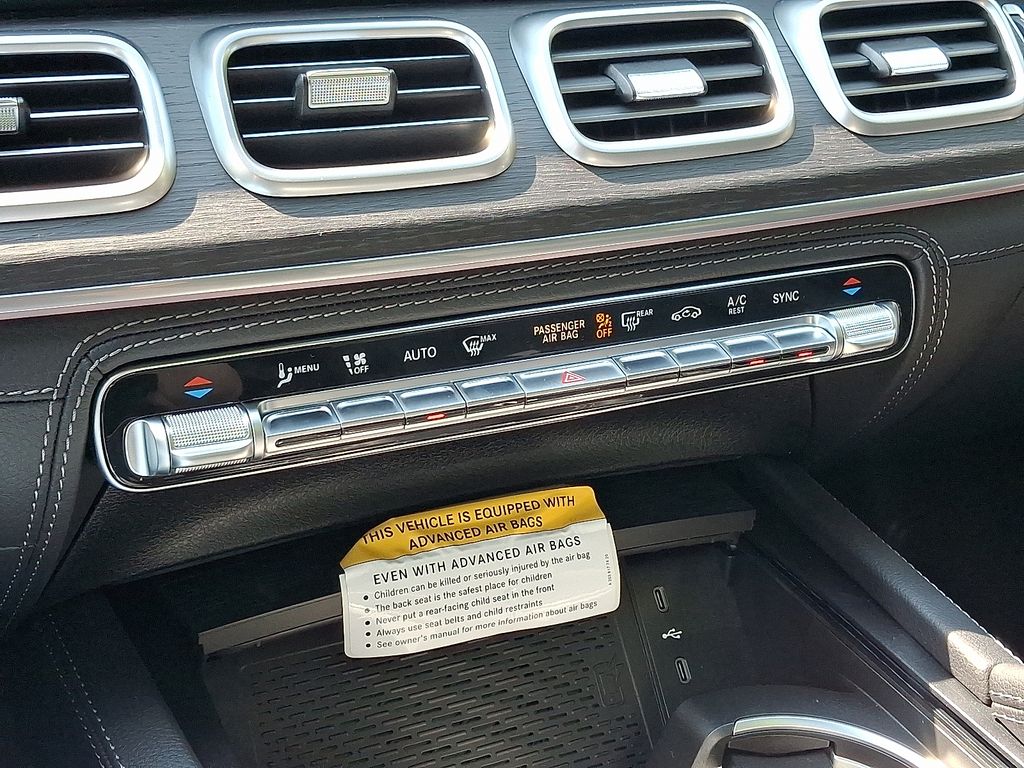 MENU
OFF
AUTO
MAX
PASSENGER
AIR BAG
OFF
REAR
A/C
REST
SYNC
THIS VEHICLE IS EQUIPPED WITH
ADVANCED AIR BAGS
EVEN WITH ADVANCED AIR BAGS
• Children can be killed or seriously injured by the air bag
• The back seat is the safest place for children
• Never put a rear-facing child seat in the front
• Always use seat belts and child restraints
• See owner's manual for more information about air bags